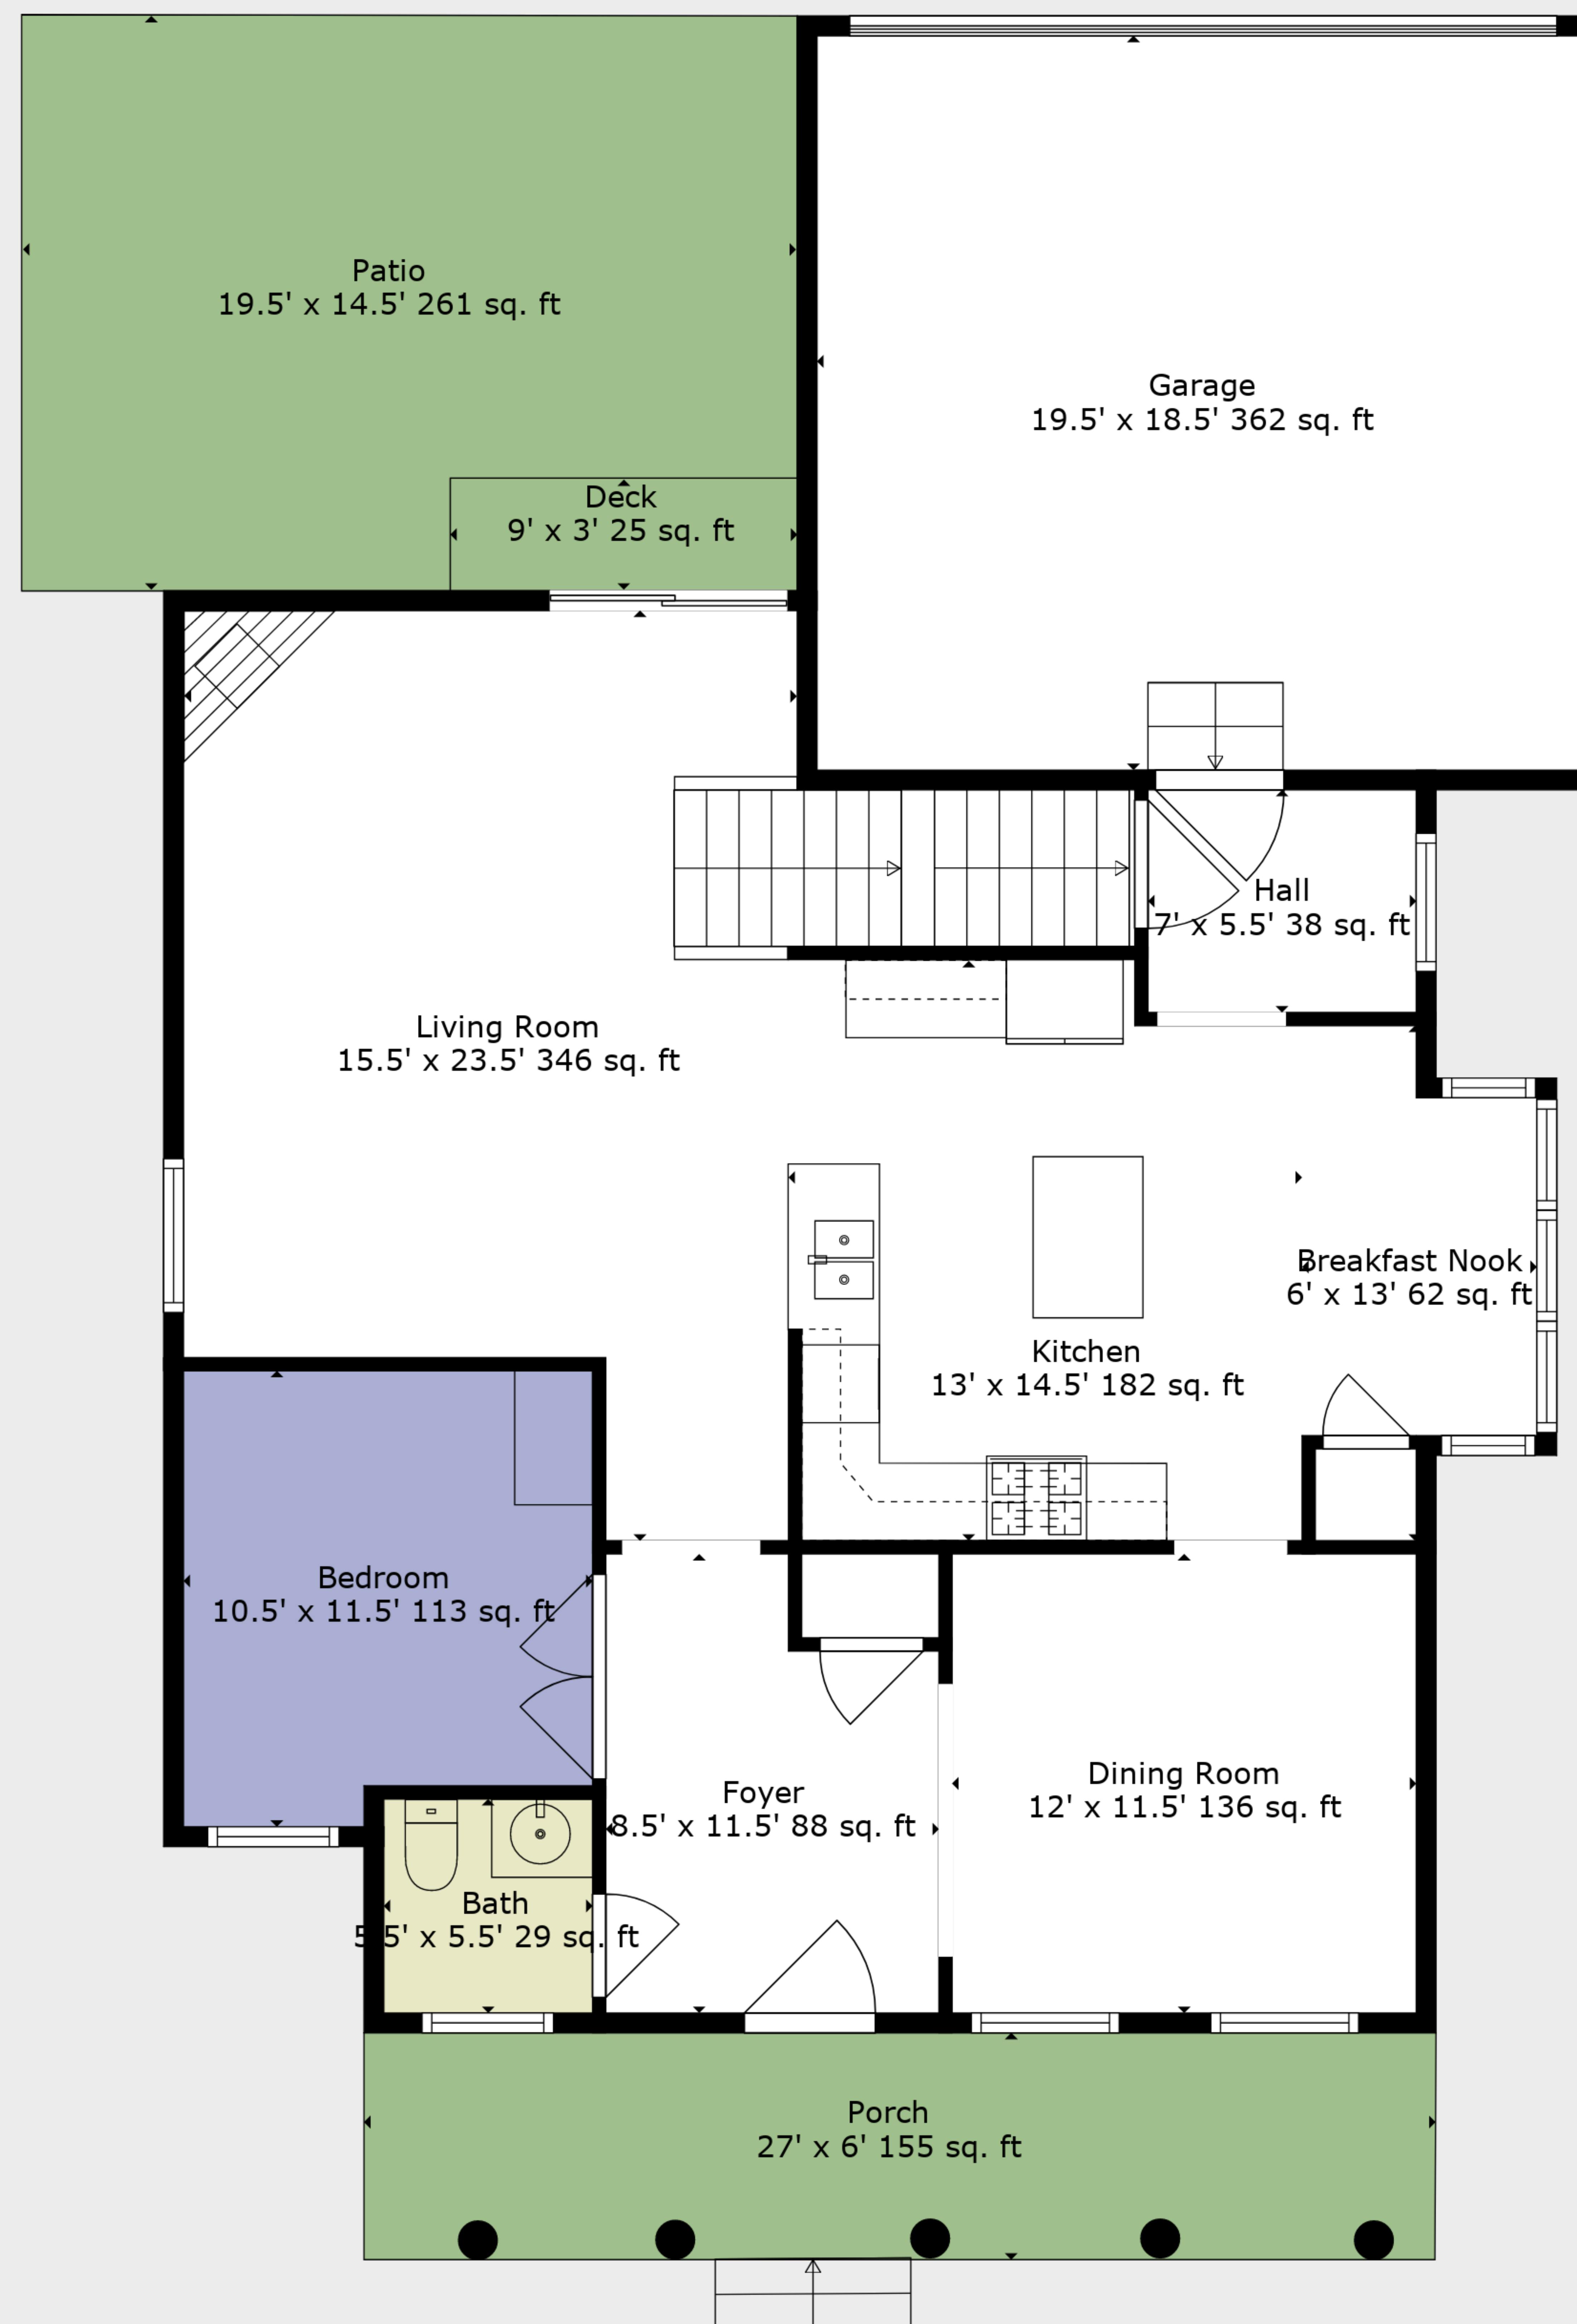 Patio
19.5' x 14.5' 261 sq. ft
Garage
19.5' x 18.5' 362 sq. ft
Deck
9' x 3' 25 sq. ft
Hall
7' x 5.5' 38 sq. ft
Living Room
15.5' x 23.5' 346 sq. ft
Breakfast Nook
6' x 13' 62 sq. ft
Kitchen
13' x 14.5' 182 sq. ft
Bedroom
10.5' x 11.5' 113 sq. ft
Foyer
8.5' x 11.5' 88 sq. ft
Dining Room
12' x 11.5' 136 sq. ft
Bath
5.5' x 5.5' 29 sq. ft
Porch
27' x 6' 155 sq. ft